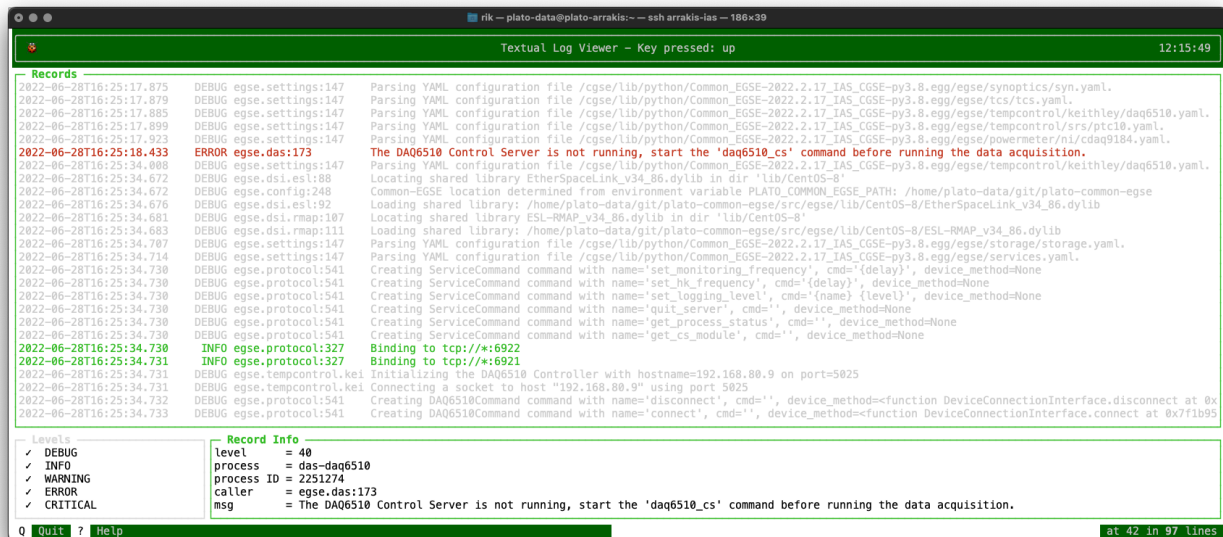 rik — plato-data@plato-arrakis:~ — ssh arrakis-ias — 186×39
Textual Log Viewer – Key pressed: up 12:15:49
Records
2022-06-28T16:25:17.875 DEBUG egse.settings:147 Parsing YAML configuration file /cgse/lib/python/Common_EGSE-2022.2.17_IAS_CGSE-py3.8.egg/egse/synoptics/syn.yaml.
2022-06-28T16:25:17.879 DEBUG egse.settings:147 Parsing YAML configuration file /cgse/lib/python/Common_EGSE-2022.2.17_IAS_CGSE-py3.8.egg/egse/tcs/tcs.yaml.
2022-06-28T16:25:17.885 DEBUG egse.settings:147 Parsing YAML configuration file /cgse/lib/python/Common_EGSE-2022.2.17_IAS_CGSE-py3.8.egg/egse/tempcontrol/keithley/daq6510.yaml.
2022-06-28T16:25:17.899 DEBUG egse.settings:147 Parsing YAML configuration file /cgse/lib/python/Common_EGSE-2022.2.17_IAS_CGSE-py3.8.egg/egse/tempcontrol/srs/ptc10.yaml.
2022-06-28T16:25:17.923 DEBUG egse.settings:147 Parsing YAML configuration file /cgse/lib/python/Common_EGSE-2022.2.17_IAS_CGSE-py3.8.egg/egse/powermeter/ni/cdaq9184.yaml.
2022-06-28T16:25:18.433 ERROR egse.das:173 The DAQ6510 Control Server is not running, start the 'daq6510_cs' command before running the data acquisition.
2022-06-28T16:25:34.008 DEBUG egse.settings:147 Parsing YAML configuration file /cgse/lib/python/Common_EGSE-2022.2.17_IAS_CGSE-py3.8.egg/egse/tempcontrol/keithley/daq6510.yaml.
2022-06-28T16:25:34.672 DEBUG egse.dsi.esl:88 Locating shared library EtherSpaceLink_v34_86.dylib in dir 'lib/CentOS-8'
2022-06-28T16:25:34.672 DEBUG egse.config:248 Common-EGSE location determined from environment variable PLATO_COMMON_EGSE_PATH: /home/plato-data/git/plato-common-egse
2022-06-28T16:25:34.676 DEBUG egse.dsi.esl:92 Loading shared library: /home/plato-data/git/plato-common-egse/src/egse/lib/CentOS-8/EtherSpaceLink_v34_86.dylib
2022-06-28T16:25:34.681 DEBUG egse.dsi.rmap:107 Locating shared library ESL-RMAP_v34_86.dylib in dir 'lib/CentOS-8'
2022-06-28T16:25:34.683 DEBUG egse.dsi.rmap:111 Loading shared library: /home/plato-data/git/plato-common-egse/src/egse/lib/CentOS-8/ESL-RMAP_v34_86.dylib
2022-06-28T16:25:34.707 DEBUG egse.settings:147 Parsing YAML configuration file /cgse/lib/python/Common_EGSE-2022.2.17_IAS_CGSE-py3.8.egg/egse/storage/storage.yaml.
2022-06-28T16:25:34.714 DEBUG egse.settings:147 Parsing YAML configuration file /cgse/lib/python/Common_EGSE-2022.2.17_IAS_CGSE-py3.8.egg/egse/services.yaml.
2022-06-28T16:25:34.730 DEBUG egse.protocol:541 Creating ServiceCommand command with name='set_monitoring_frequency', cmd='{delay}', device_method=None
2022-06-28T16:25:34.730 DEBUG egse.protocol:541 Creating ServiceCommand command with name='set_hk_frequency', cmd='{delay}', device_method=None
2022-06-28T16:25:34.730 DEBUG egse.protocol:541 Creating ServiceCommand command with name='set_logging_level', cmd='{name} {level}', device_method=None
2022-06-28T16:25:34.730 DEBUG egse.protocol:541 Creating ServiceCommand command with name='quit_server', cmd='', device_method=None
2022-06-28T16:25:34.730 DEBUG egse.protocol:541 Creating ServiceCommand command with name='get_process_status', cmd='', device_method=None
2022-06-28T16:25:34.730 DEBUG egse.protocol:541 Creating ServiceCommand command with name='get_cs_module', cmd='', device_method=None
2022-06-28T16:25:34.730 INFO egse.protocol:327 Binding to tcp://*:6922
2022-06-28T16:25:34.731 INFO egse.protocol:327 Binding to tcp://*:6921
2022-06-28T16:25:34.731 DEBUG egse.tempcontrol.kei Initializing the DAQ6510 Controller with hostname=192.168.80.9 on port=5025
2022-06-28T16:25:34.731 DEBUG egse.tempcontrol.kei Connecting a socket to host "192.168.80.9" using port 5025
2022-06-28T16:25:34.732 DEBUG egse.protocol:541 Creating DAQ6510Command command with name='disconnect', cmd='', device_method=<function DeviceConnectionInterface.disconnect at 0x
2022-06-28T16:25:34.733 DEBUG egse.protocol:541 Creating DAQ6510Command command with name='connect', cmd='', device_method=<function DeviceConnectionInterface.connect at 0x7f1b95
Levels
✓ DEBUG
✓ INFO
✓ WARNING
✓ ERROR
✓ CRITICAL
Record Info
level = 40
process = das-daq6510
process ID = 2251274
caller = egse.das:173
msg = The DAQ6510 Control Server is not running, start the 'daq6510_cs' command before running the data acquisition.
Q Quit ? Help at 42 in 97 lines